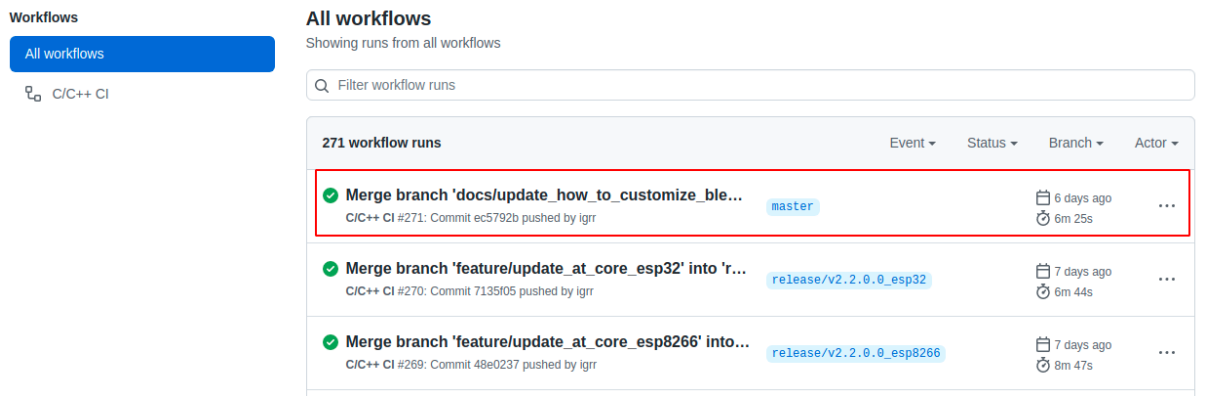 Workflows
All workflows
C/C++ CI
All workflows
Showing runs from all workflows
Filter workflow runs
271 workflow runs Event Status Branch Actor
Merge branch 'docs/update_how_to_customize_ble...
C/C++ CI #271: Commit ec5792b pushed by igrr
master
6 days ago
6m 25s
Merge branch 'feature/update_at_core_esp32' into 'r...
C/C++ CI #270: Commit 7135f05 pushed by igrr
release/v2.2.0.0_esp32
7 days ago
6m 44s
Merge branch 'feature/update_at_core_esp8266' into...
C/C++ CI #269: Commit 48e0237 pushed by igrr
release/v2.2.0.0_esp8266
7 days ago
8m 47s